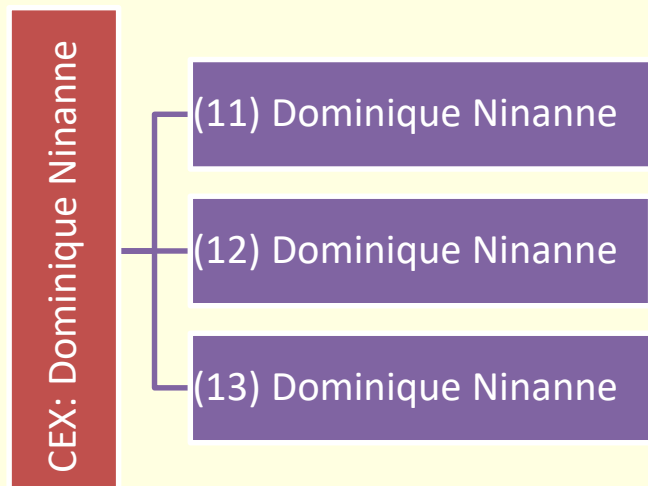 CEX: Dominique Ninanne
(11) Dominique Ninanne
(12) Dominique Ninanne
(13) Dominique Ninanne